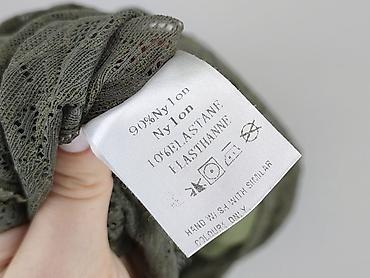 90%Nylon
Nylon
10%ELASTANE
ELASTHANNE
HAND WASH WITH SIMILAR
COLOURS ONLY